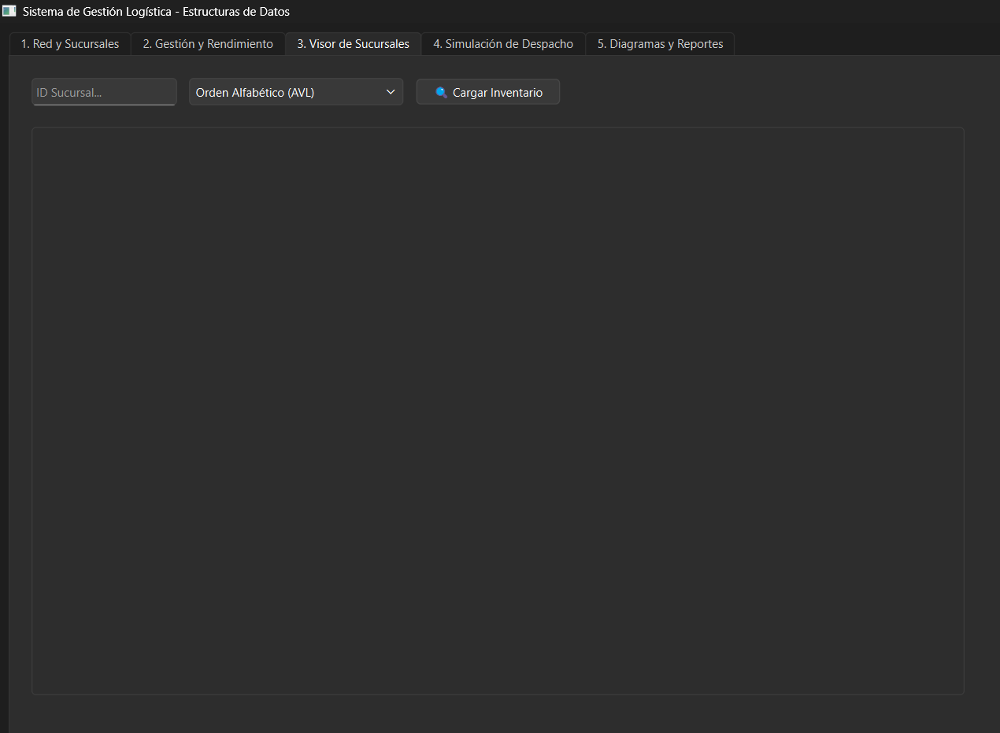 Sistema de Gestión Logística - Estructuras de Datos
1. Red y Sucursales 2. Gestión y Rendimiento 3. Visor de Sucursales 4. Simulación de Despacho 5. Diagramas y Reportes
ID Sucursal... Orden Alfabético (AVL) Cargar Inventario